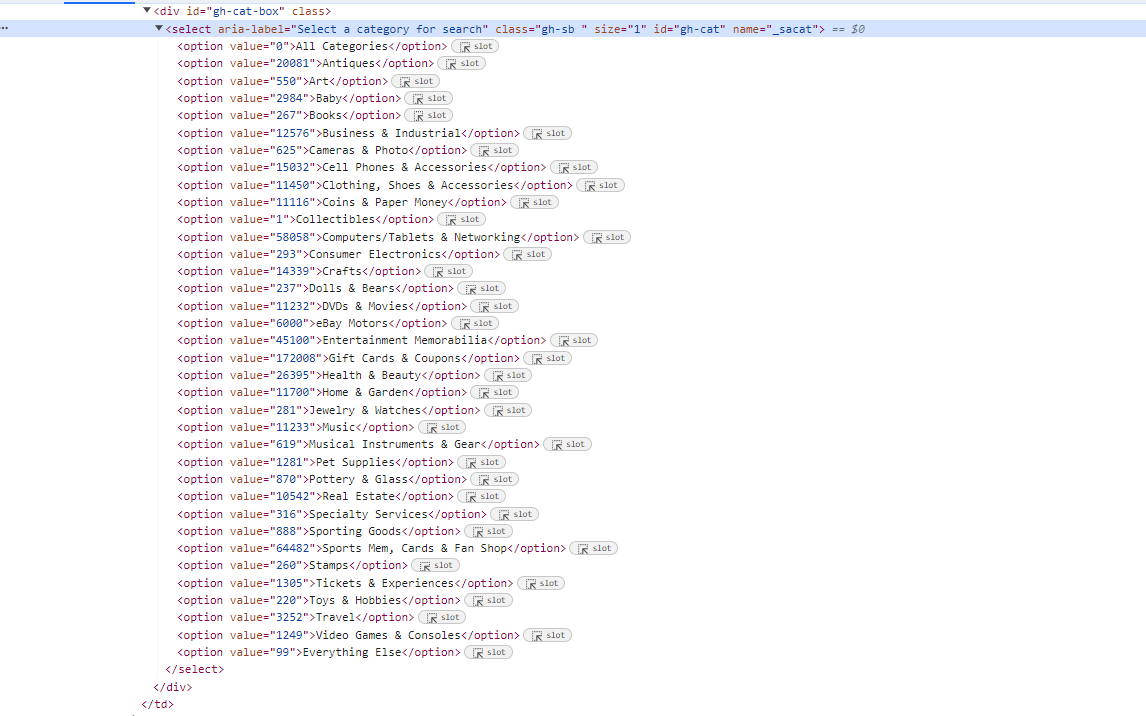 ▼<div id="gh-cat-box" class>
… ▼<select aria-label="Select a category for search" class="gh-sb " size="1" id="gh-cat" name="_sacat"> == $0
<option value="0">All Categories</option> slot
<option value="20081">Antiques</option> slot
<option value="550">Art</option> slot
<option value="2984">Baby</option> slot
<option value="267">Books</option> slot
<option value="12576">Business & Industrial</option> slot
<option value="625">Cameras & Photo</option> slot
<option value="15032">Cell Phones & Accessories</option> slot
<option value="11450">Clothing, Shoes & Accessories</option> slot
<option value="11116">Coins & Paper Money</option> slot
<option value="1">Collectibles</option> slot
<option value="58058">Computers/Tablets & Networking</option> slot
<option value="293">Consumer Electronics</option> slot
<option value="14339">Crafts</option> slot
<option value="237">Dolls & Bears</option> slot
<option value="11232">DVDs & Movies</option> slot
<option value="6000">eBay Motors</option> slot
<option value="45100">Entertainment Memorabilia</option> slot
<option value="172008">Gift Cards & Coupons</option> slot
<option value="26395">Health & Beauty</option> slot
<option value="11700">Home & Garden</option> slot
<option value="281">Jewelry & Watches</option> slot
<option value="11233">Music</option> slot
<option value="619">Musical Instruments & Gear</option> slot
<option value="1281">Pet Supplies</option> slot
<option value="870">Pottery & Glass</option> slot
<option value="10542">Real Estate</option> slot
<option value="316">Specialty Services</option> slot
<option value="888">Sporting Goods</option> slot
<option value="64482">Sports Mem, Cards & Fan Shop</option> slot
<option value="260">Stamps</option> slot
<option value="1305">Tickets & Experiences</option> slot
<option value="220">Toys & Hobbies</option> slot
<option value="3252">Travel</option> slot
<option value="1249">Video Games & Consoles</option> slot
<option value="99">Everything Else</option> slot
</select>
</div>
</td>